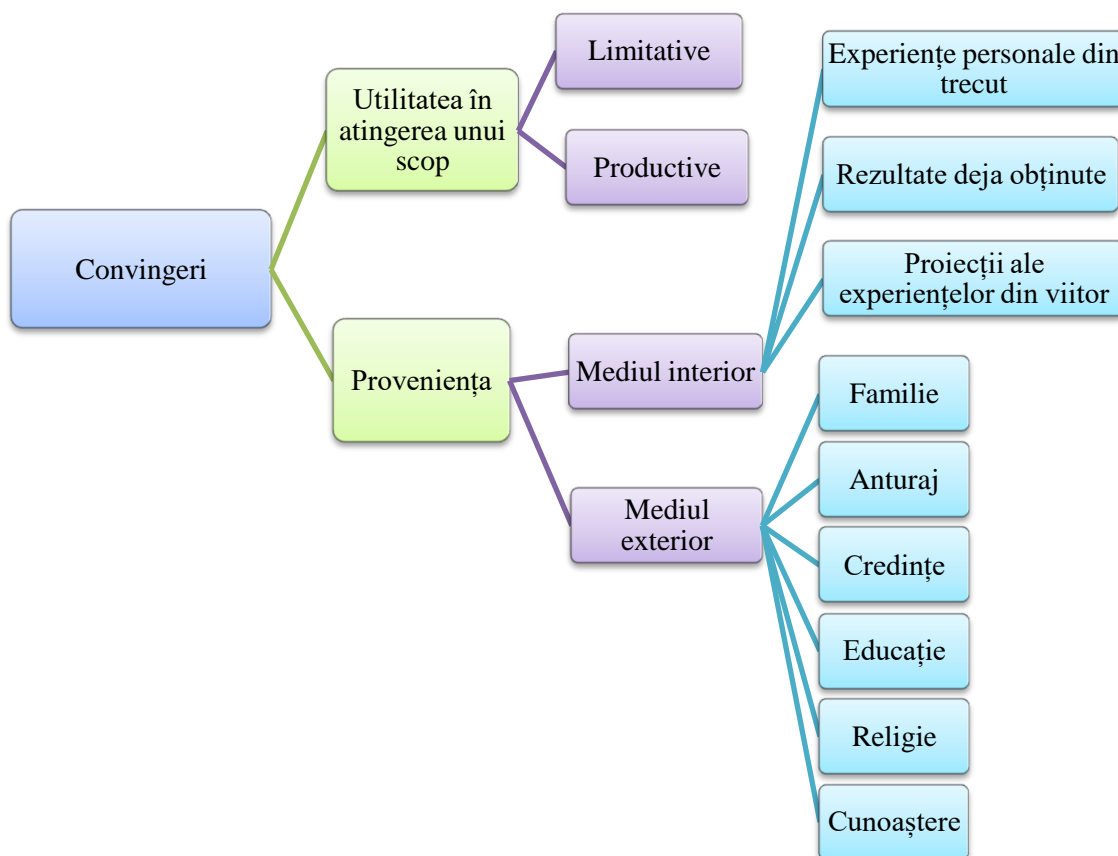 Convingeri
Utilitatea în
atingerea unui
scop
Limitative
Productive
Proveniența
Mediul interior
Experiențe personale din
trecut
Rezultate deja obținute
Proiecții ale
experiențelor din viitor
Mediul
exterior
Familie
Anturaj
Credințe
Educație
Religie
Cunoaștere